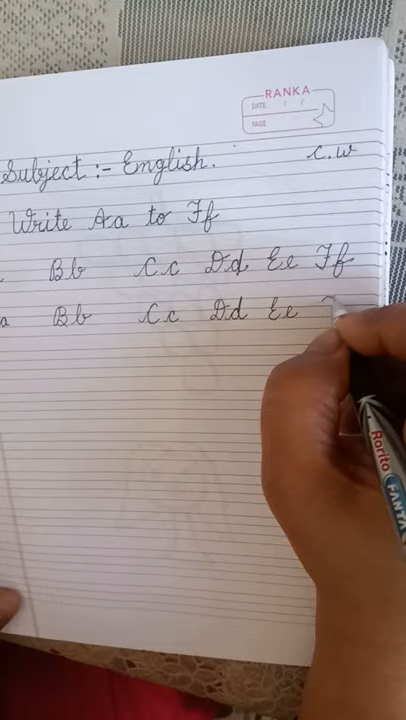 RANKA
DATE / /
PAGE
Subject :- English.
C.W
Write Aa to Ff
Bb Cc Dd Ee Ff
a Bb Cc Dd Ee
Rorito
FANTA